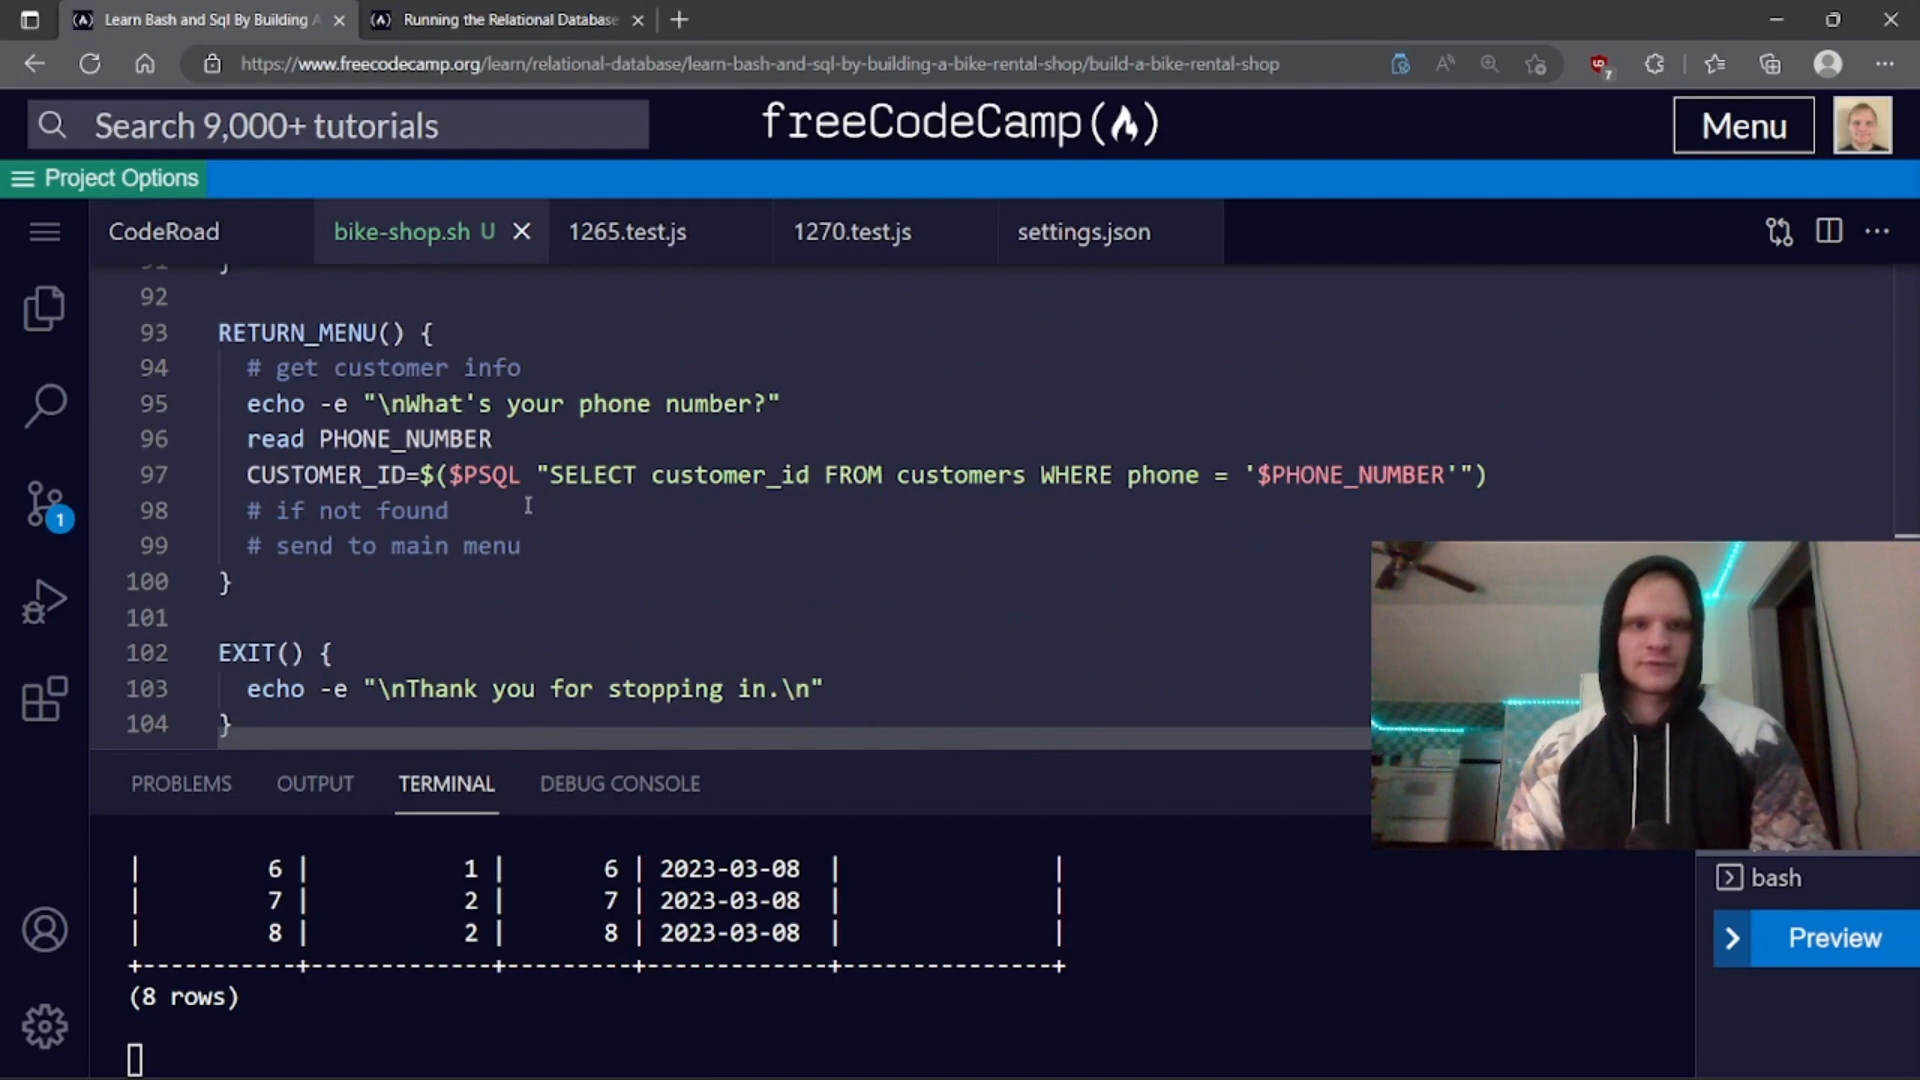 Learn Bash and Sql By Building A
Running the Relational Database
https://www.freecodecamp.org/learn/relational-database/learn-bash-and-sql-by-building-a-bike-rental-shop/build-a-bike-rental-shop
7
Search 9,000+ tutorials
freeCodeCamp
Menu
Project Options
CodeRoad
bike-shop.sh U
1265.test.js
1270.test.js
settings.json
91 }
92
93 RETURN_MENU() {
94 # get customer info
95 echo -e "\nWhat's your phone number?"
96 read PHONE_NUMBER
97 CUSTOMER_ID=$($PSQL "SELECT customer_id FROM customers WHERE phone = '$PHONE_NUMBER'")
98 # if not found
99 # send to main menu
100 }
101
102 EXIT() {
103 echo -e "\nThank you for stopping in.\n"
104 }
1
PROBLEMS OUTPUT TERMINAL DEBUG CONSOLE
| 6 | 1 | 6 | 2023-03-08 | |
| 7 | 2 | 7 | 2023-03-08 | |
| 8 | 2 | 8 | 2023-03-08 | |
+-----------+-------------+---------+-------------+---------------+
(8 rows)
bash
Preview